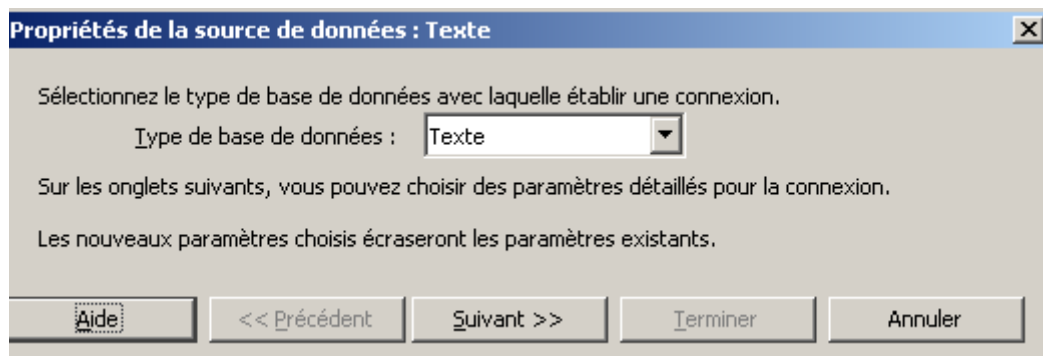 Propriétés de la source de données : Texte
Sélectionnez le type de base de données avec laquelle établir une connexion.
Type de base de données : Texte
Sur les onglets suivants, vous pouvez choisir des paramètres détaillés pour la connexion.
Les nouveaux paramètres choisis écraseront les paramètres existants.
Aide << Précédent Suivant >> Terminer Annuler